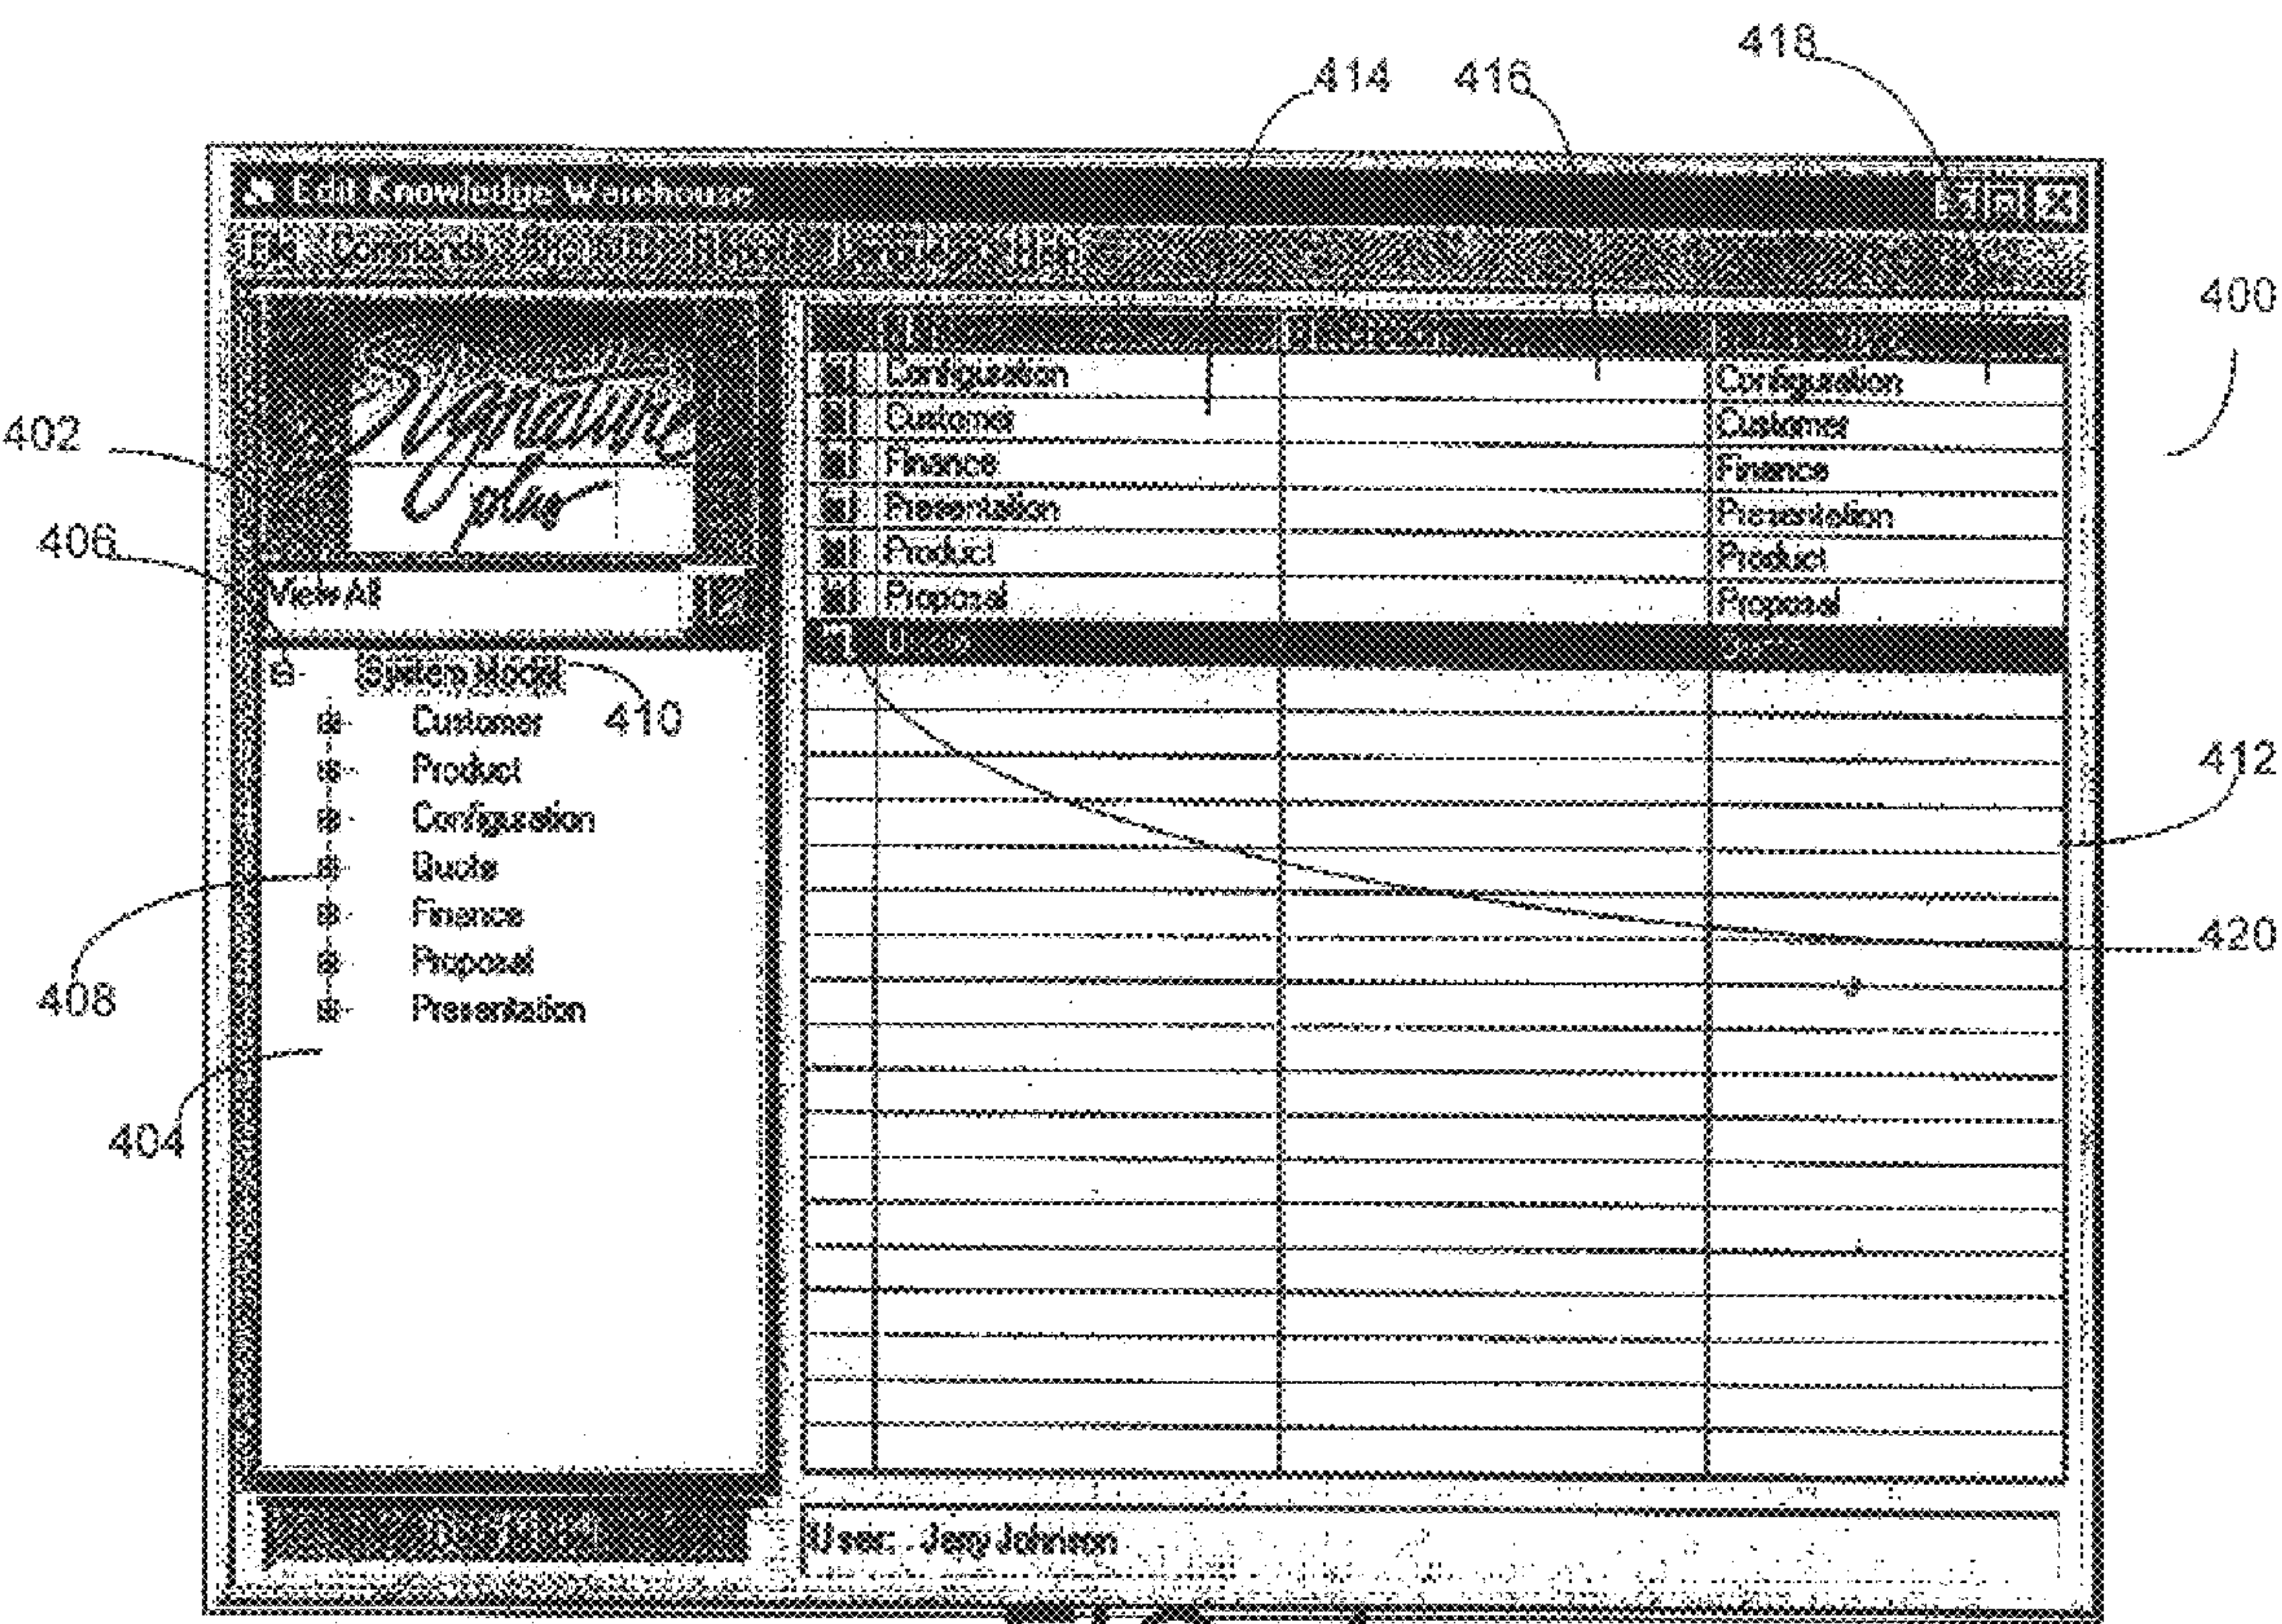 418
414 416
Edit Knowledge Warehouse
400
Signature
plus
Configuration Configuration
402
Customer Customer
Finance Finance
406
Presentation Presentation
Product Product
View All
Proposal Proposal
System Model
410
Customer
Product
412
Configuration
Quote
Finance
420
Proposal
408
Presentation
404
User: Jerry Johnson